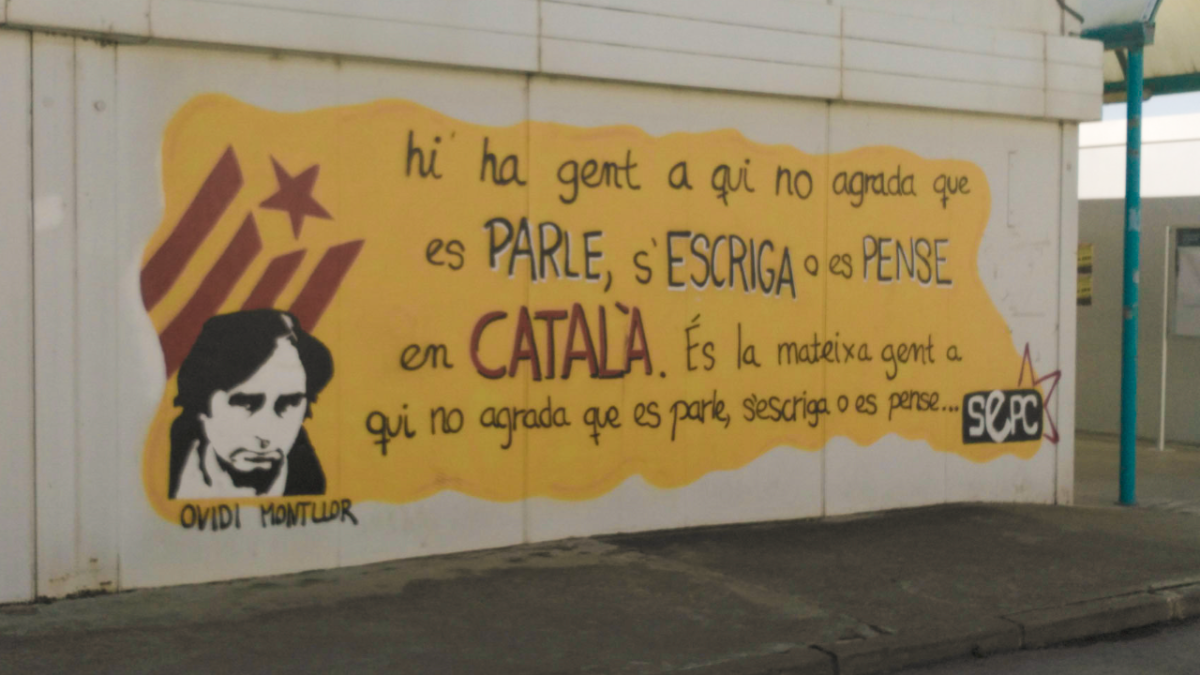 hi' ha gent a qui no agrada que
es PARLE, s'ESCRIGA o es PENSE
en CATALÀ. És la mateixa gent a
qui no agrada que es parle, s'escriga o es pense...
sePC
OVIDI MONTLLOR